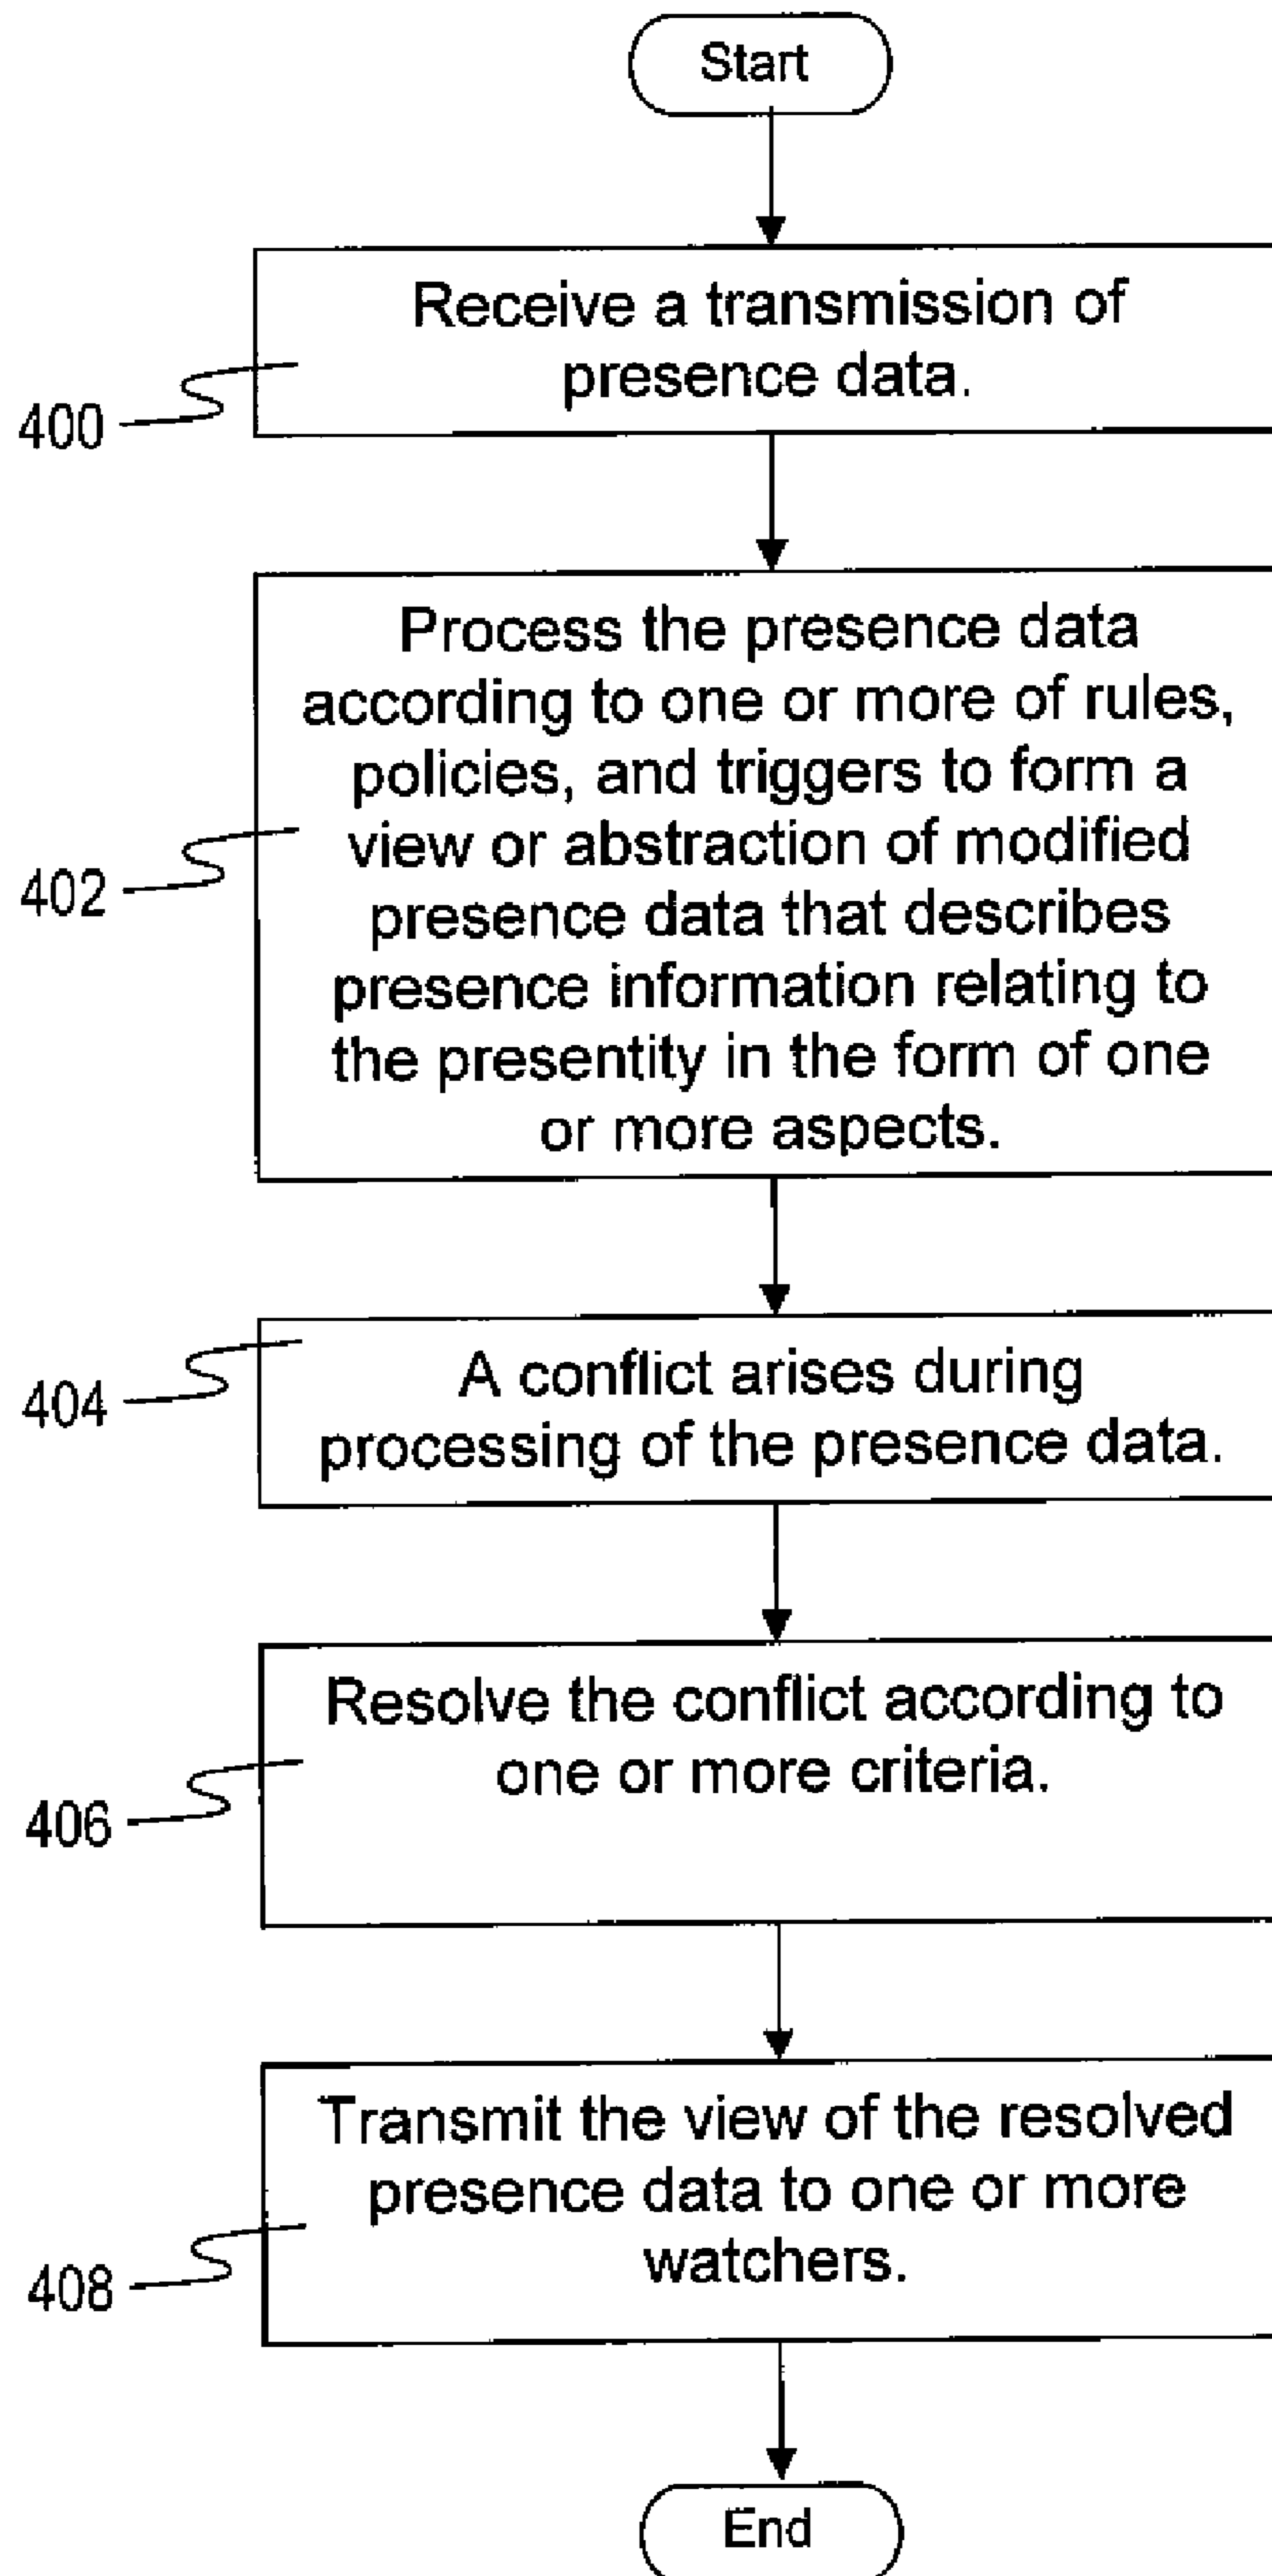 Start
Receive a transmission of
presence data.
400
Process the presence data
according to one or more of rules,
policies, and triggers to form a
view or abstraction of modified
presence data that describes
presence information relating to
the presentity in the form of one
or more aspects.
402
A conflict arises during
processing of the presence data.
404
Resolve the conflict according to
one or more criteria.
406
Transmit the view of the resolved
presence data to one or more
watchers.
408
End